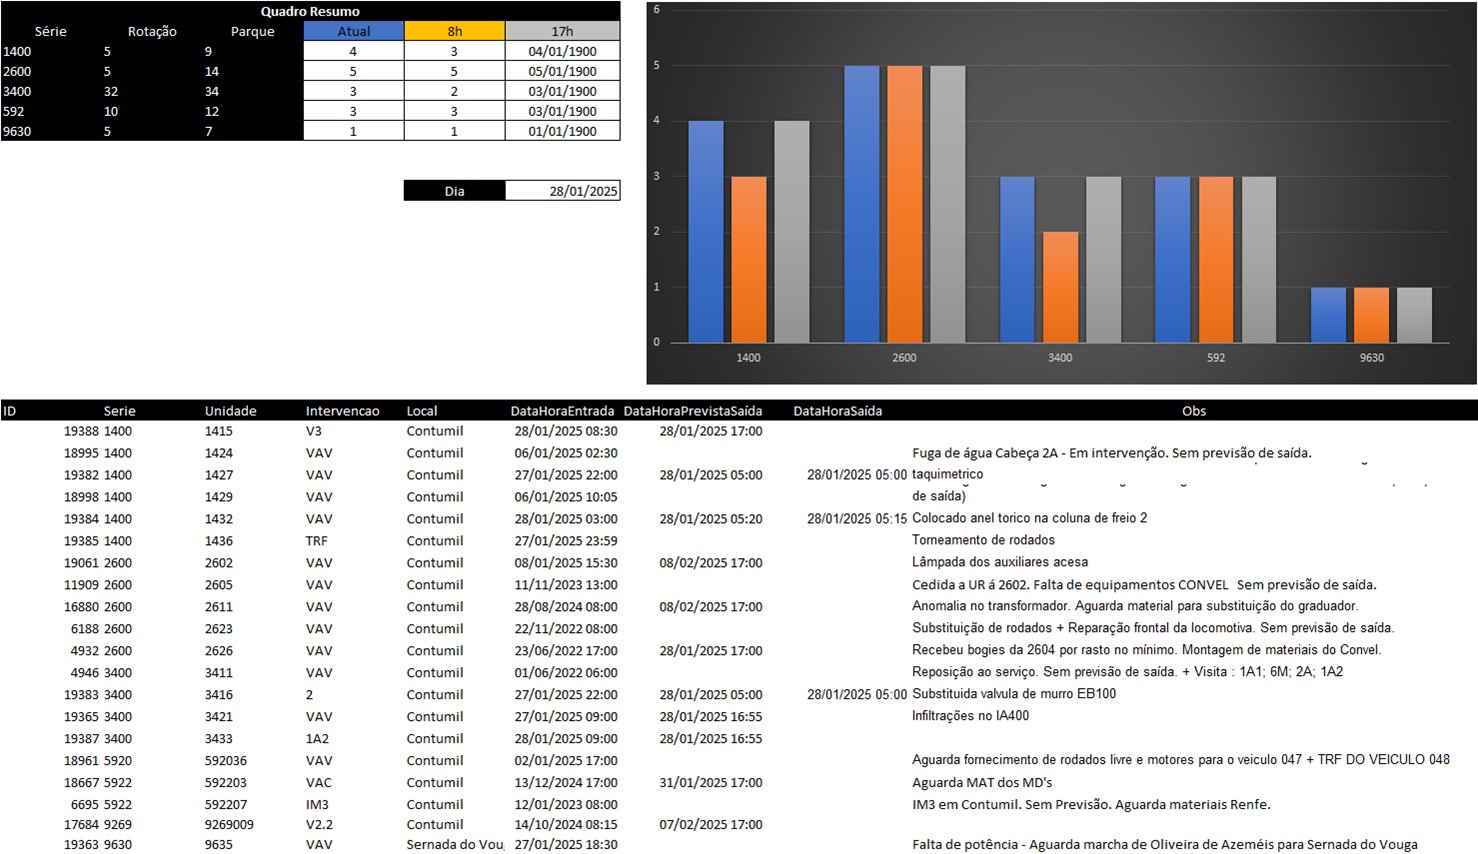 Quadro Resumo
Série Rotação Parque Atual 8h 17h
1400 5 9 4 3 04/01/1900
2600 5 14 5 5 05/01/1900
3400 32 34 3 2 03/01/1900
592 10 12 3 3 03/01/1900
9630 5 7 1 1 01/01/1900
Dia 28/01/2025
6
5
4
3
2
1
0
1400 2600 3400 592 9630
ID Serie Unidade Intervencao Local DataHoraEntrada DataHoraPrevistaSaída DataHoraSaída Obs
19388 1400 1415 V3 Contumil 28/01/2025 08:30 28/01/2025 17:00
18995 1400 1424 VAV Contumil 06/01/2025 02:30 Fuga de água Cabeça 2A - Em intervenção. Sem previsão de saída.
19382 1400 1427 VAV Contumil 27/01/2025 22:00 28/01/2025 05:00 28/01/2025 05:00 taquimetrico
18998 1400 1429 VAV Contumil 06/01/2025 10:05 de saída)
19384 1400 1432 VAV Contumil 28/01/2025 03:00 28/01/2025 05:20 28/01/2025 05:15 Colocado anel torico na coluna de freio 2
19385 1400 1436 TRF Contumil 27/01/2025 23:59 Torneamento de rodados
19061 2600 2602 VAV Contumil 08/01/2025 15:30 08/02/2025 17:00 Lâmpada dos auxiliares acesa
11909 2600 2605 VAV Contumil 11/11/2023 13:00 Cedida a UR á 2602. Falta de equipamentos CONVEL Sem previsão de saída.
16880 2600 2611 VAV Contumil 28/08/2024 08:00 08/02/2025 17:00 Anomalia no transformador. Aguarda material para substituição do graduador.
6188 2600 2623 VAV Contumil 22/11/2022 08:00 Substituição de rodados + Reparação frontal da locomotiva. Sem previsão de saída.
4932 2600 2626 VAV Contumil 23/06/2022 17:00 28/01/2025 17:00 Recebeu bogies da 2604 por rasto no mínimo. Montagem de materiais do Convel.
4946 3400 3411 VAV Contumil 01/06/2022 06:00 Reposição ao serviço. Sem previsão de saída. + Visita : 1A1; 6M; 2A; 1A2
19383 3400 3416 2 Contumil 27/01/2025 22:00 28/01/2025 05:00 28/01/2025 05:00 Substituida valvula de murro EB100
19365 3400 3421 VAV Contumil 27/01/2025 09:00 28/01/2025 16:55 Infiltrações no IA400
19387 3400 3433 1A2 Contumil 28/01/2025 09:00 28/01/2025 16:55
18961 5920 592036 VAV Contumil 02/01/2025 17:00 Aguarda fornecimento de rodados livre e motores para o veiculo 047 + TRF DO VEICULO 048
18667 5922 592203 VAC Contumil 13/12/2024 17:00 31/01/2025 17:00 Aguarda MAT dos MD's
6695 5922 592207 IM3 Contumil 12/01/2023 08:00 IM3 em Contumil. Sem Previsão. Aguarda materiais Renfe.
17684 9269 9269009 V2.2 Contumil 14/10/2024 08:15 07/02/2025 17:00
19363 9630 9635 VAV Sernada do Vou 27/01/2025 18:30 Falta de potência - Aguarda marcha de Oliveira de Azeméis para Sernada do Vouga